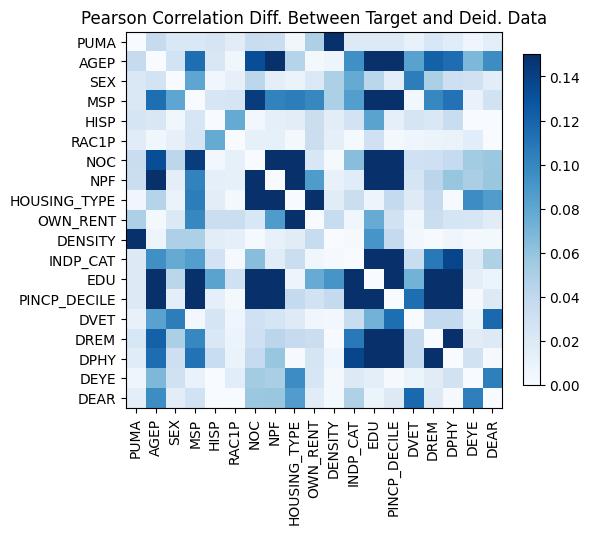 Pearson Correlation Diff. Between Target and Deid. Data
PUMA
AGEP
SEX
MSP
HISP
RAC1P
NOC
NPF
HOUSING_TYPE
OWN_RENT
DENSITY
INDP_CAT
EDU
PINCP_DECILE
DVET
DREM
DPHY
DEYE
DEAR
PUMA
AGEP
SEX
MSP
HISP
RAC1P
NOC
NPF
HOUSING_TYPE
OWN_RENT
DENSITY
INDP_CAT
EDU
PINCP_DECILE
DVET
DREM
DPHY
DEYE
DEAR
0.14
0.12
0.10
0.08
0.06
0.04
0.02
0.00